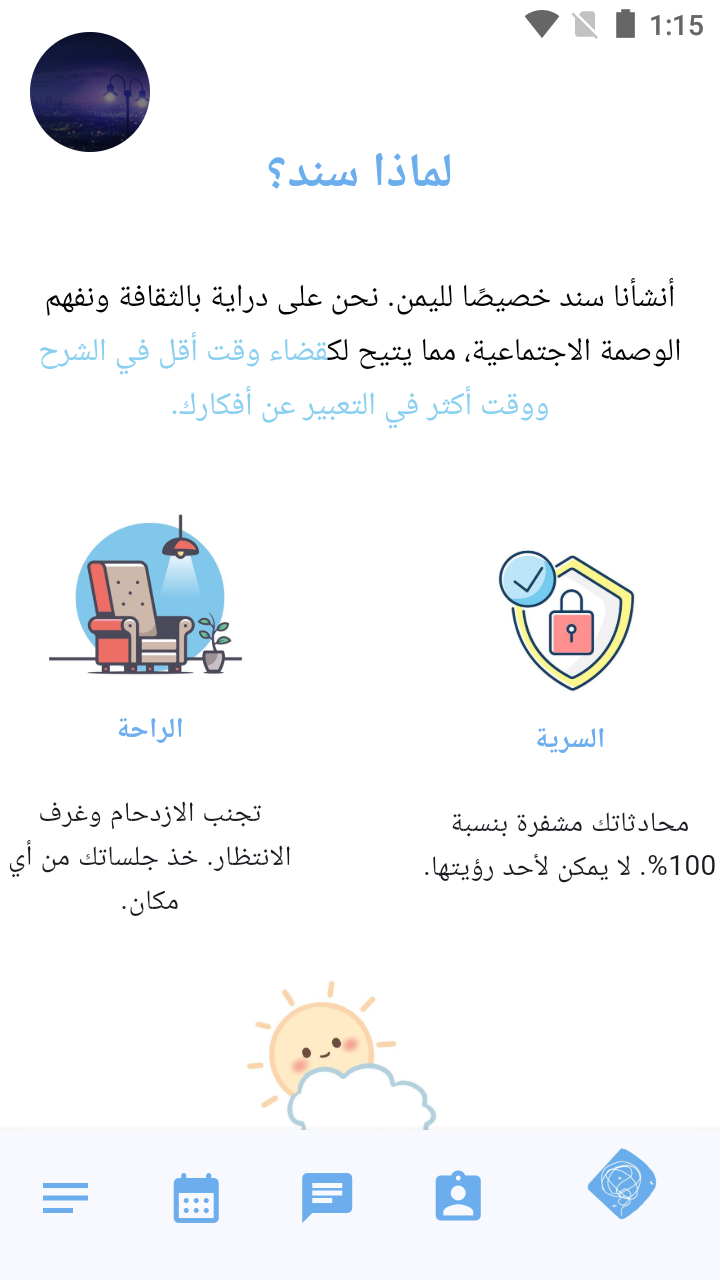 1:15
لماذا سند؟
أنشأنا سند خصيصًا لليمن. نحن على دراية بالثقافة ونفهم
الوصمة الاجتماعية، مما يتيح لكقضاء وقت أقل في الشرح
ووقت أكثر في التعبير عن أفكارك.
السرية
محادثاتك مشفرة بنسبة
100%. لا يمكن لأحد رؤيتها.
الراحة
تجنب الازدحام وغرف
الانتظار. خذ جلساتك من أي
مكان.